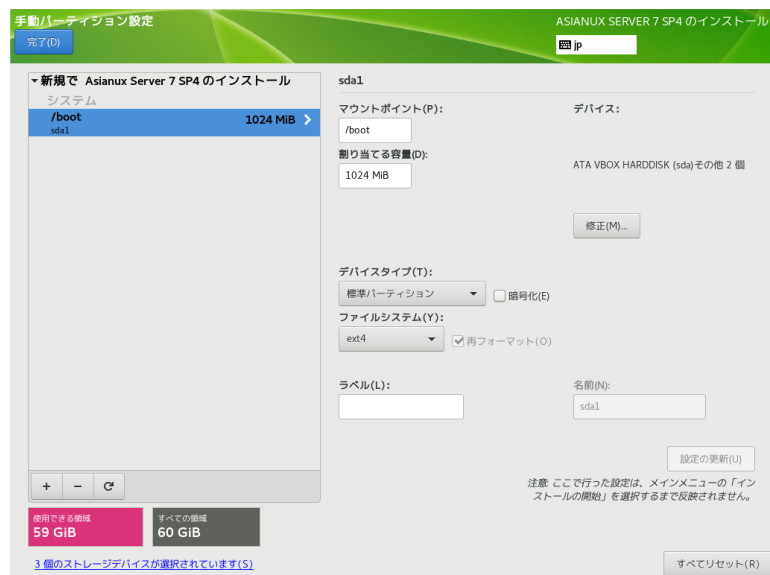 手動パーティション設定
ASIANUX SERVER 7 SP4 のインストール
完了(D)
jp
新規で Asianux Server 7 SP4 のインストール
システム
/boot
1024 MiB
sda1
sda1
マウントポイント(P):
/boot
割り当てる容量(D):
1024 MiB
デバイス:
ATA VBOX HARDDISK (sda)その他 2 個
修正(M)...
デバイスタイプ(T):
標準パーティション
暗号化(E)
ファイルシステム(Y):
ext4
再フォーマット(O)
ラベル(L):
名前(N):
sda1
設定の更新(U)
注意: ここで行った設定は、メインメニューの「イン
ストールの開始」を選択するまで反映されません。
+ − 
使用できる領域
59 GiB
すべての領域
60 GiB
3 個のストレージデバイスが選択されています(S)
すべてリセット(R)